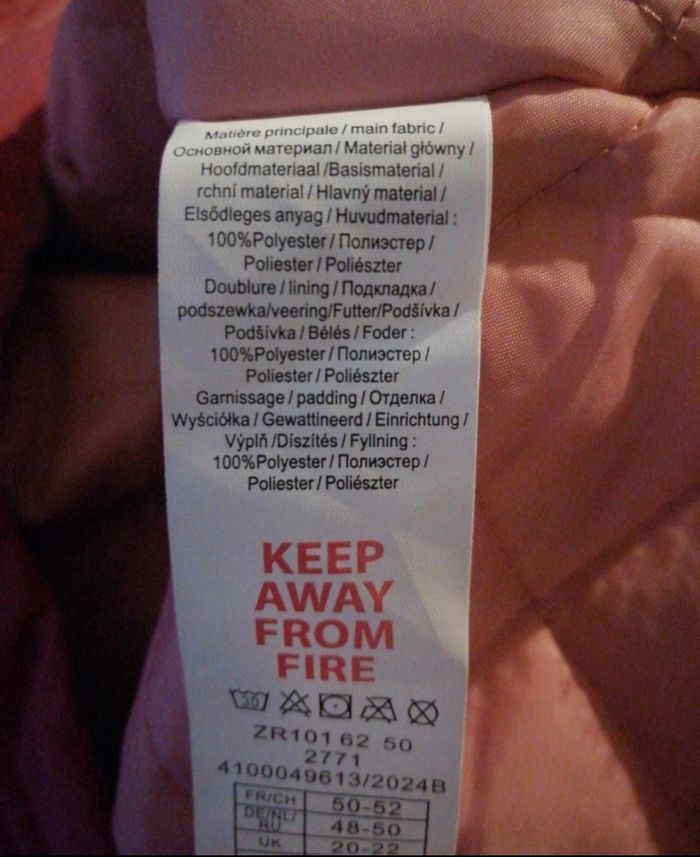 Matière principale / main fabric /
Основной материал / Materiał główny /
Hoofdmateriaal /Basismaterial /
rchní material / Hlavný material /
Elsődleges anyag / Huvudmaterial :
100%Polyester / Полиэстер /
Poliester / Poliészter
Doublure / lining / Подкладка /
podszewka/veering/Futter/Podšívka /
Podšívka / Bélés / Foder :
100%Polyester / Полиэстер /
Poliester / Poliészter
Garnissage / padding / Отделка /
Wyściółka / Gewattineerd / Einrichtung /
Výplň /Díszítés / Fyllning :
100%Polyester / Полиэстер /
Poliester / Poliészter
KEEP
AWAY
FROM
FIRE
30
ZR101 62 50
2771
4100049613/2024B
FR/CH 50-52
DE/NL/
RU 48-50
UK 20-22